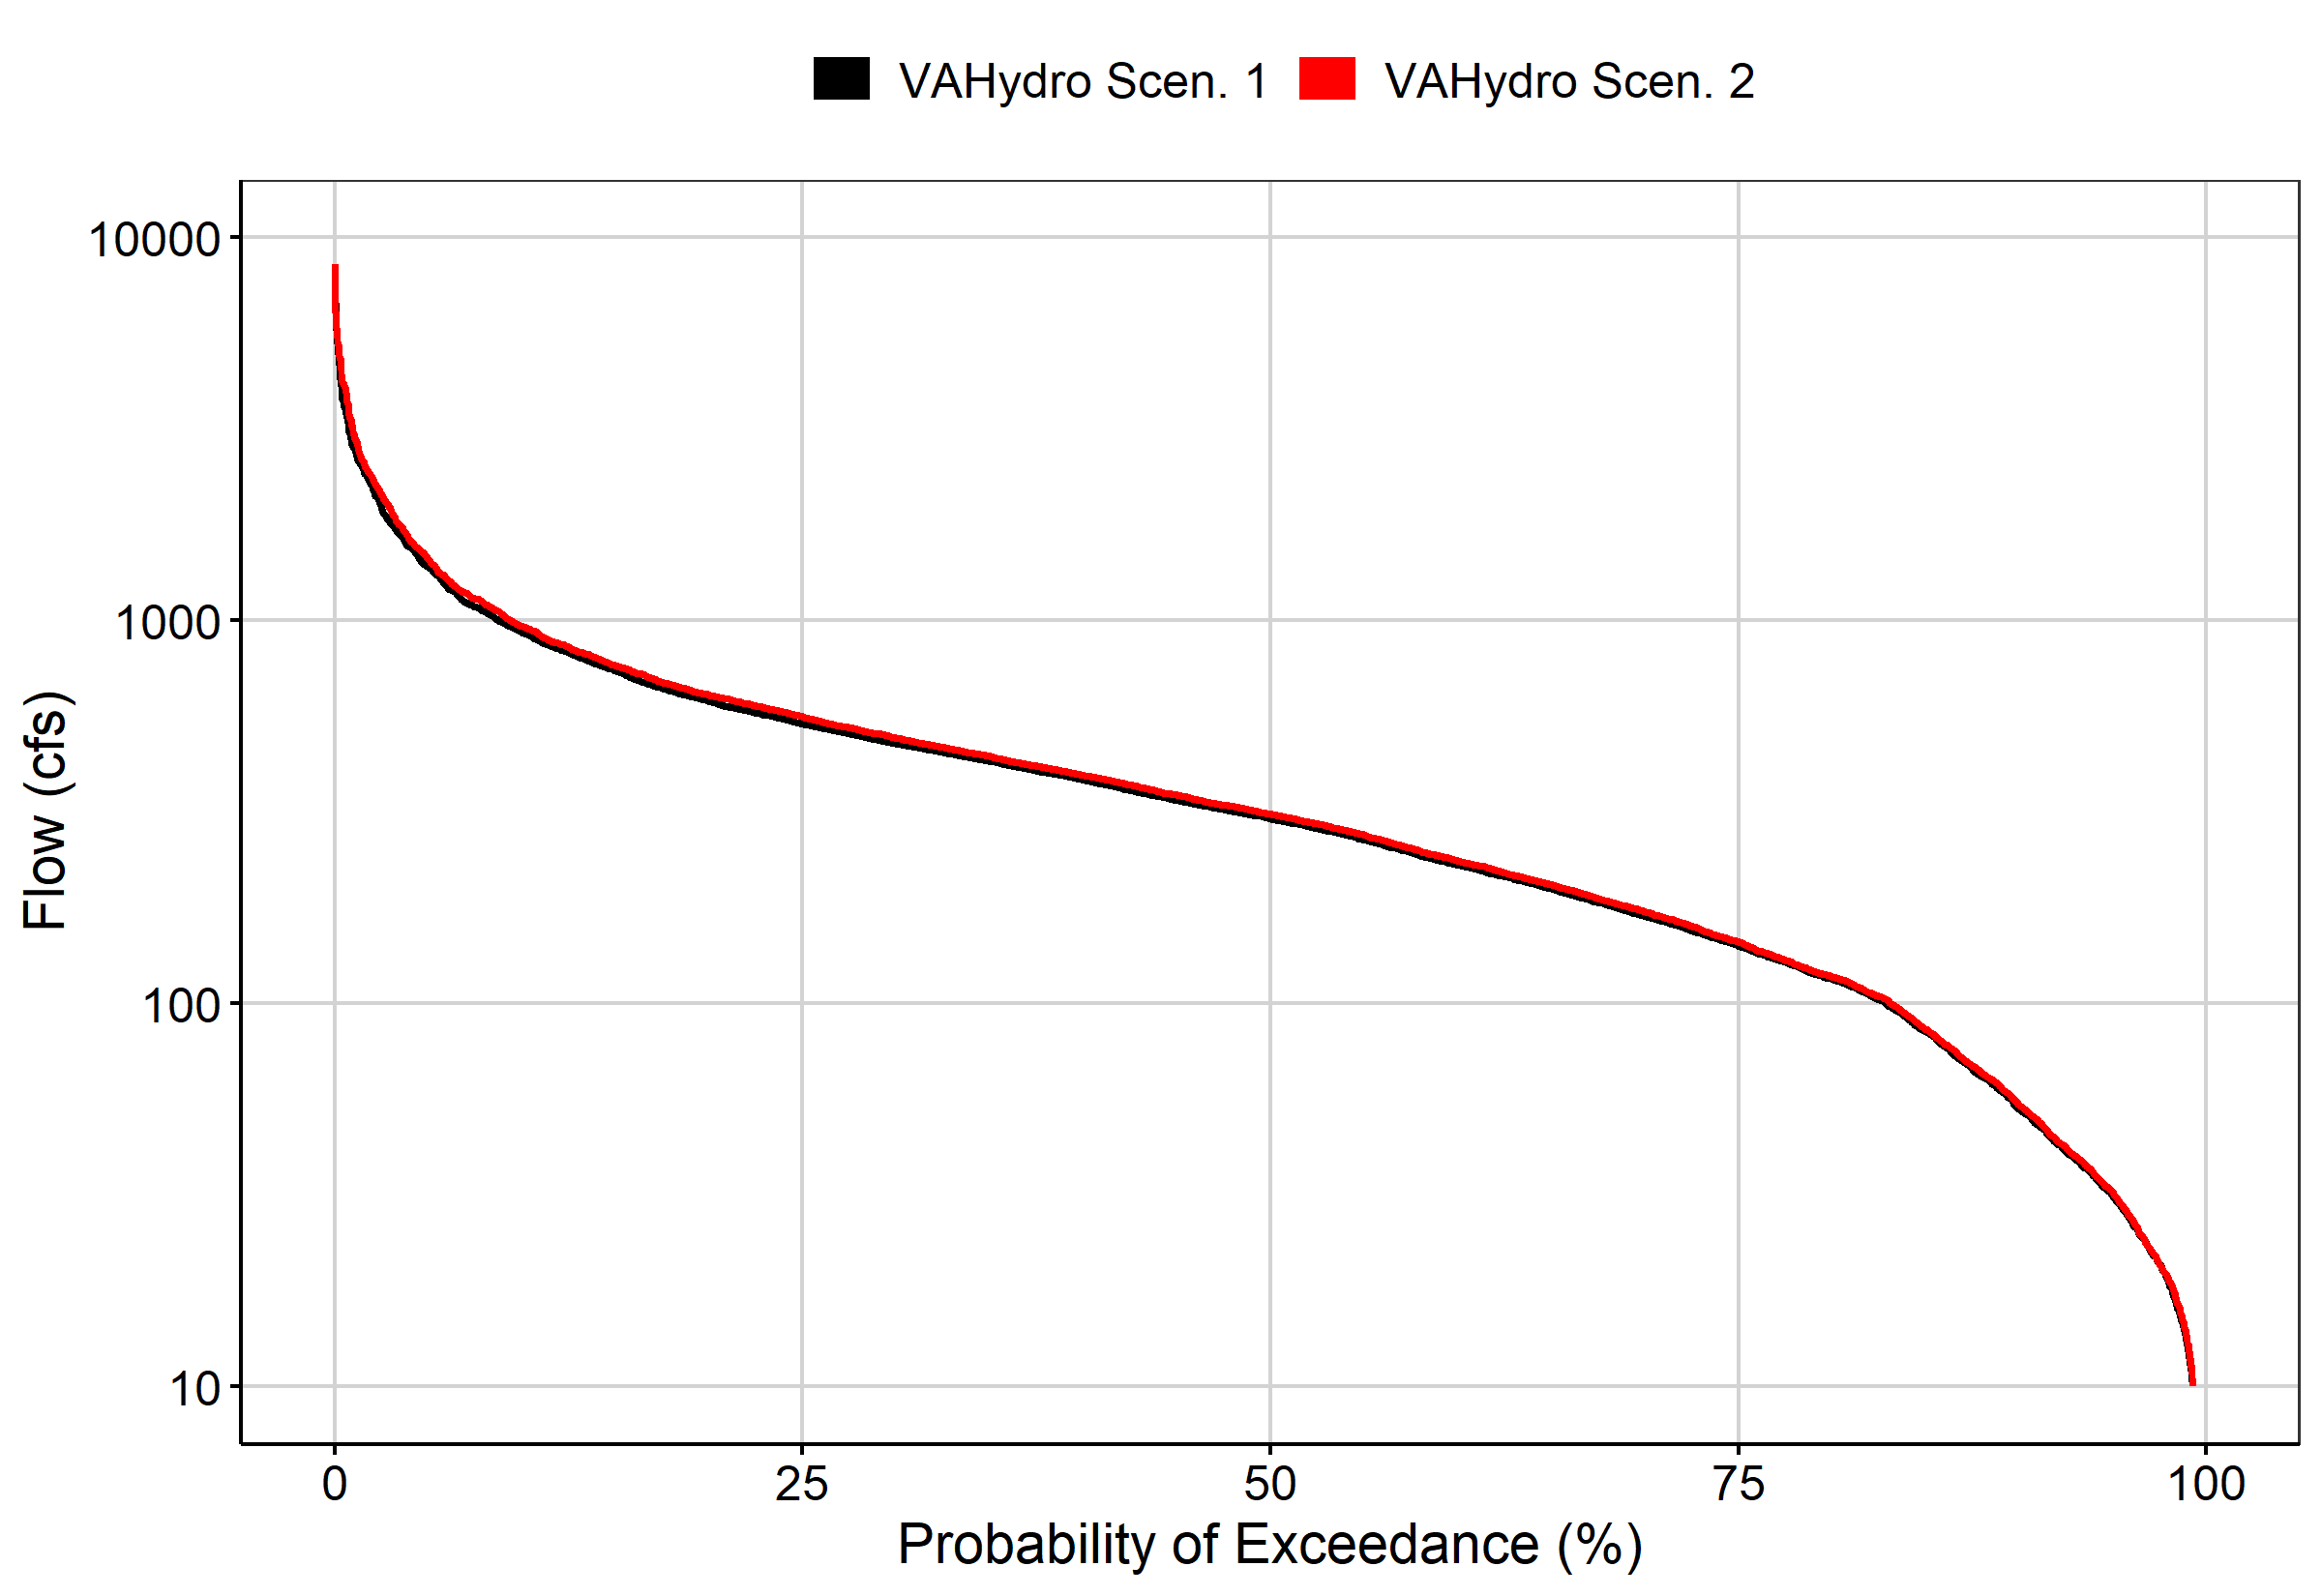 VAHydro Scen. 1 VAHydro Scen. 2
10000
1000
100
10
Flow (cfs)
0 25 50 75 100
Probability of Exceedance (%)